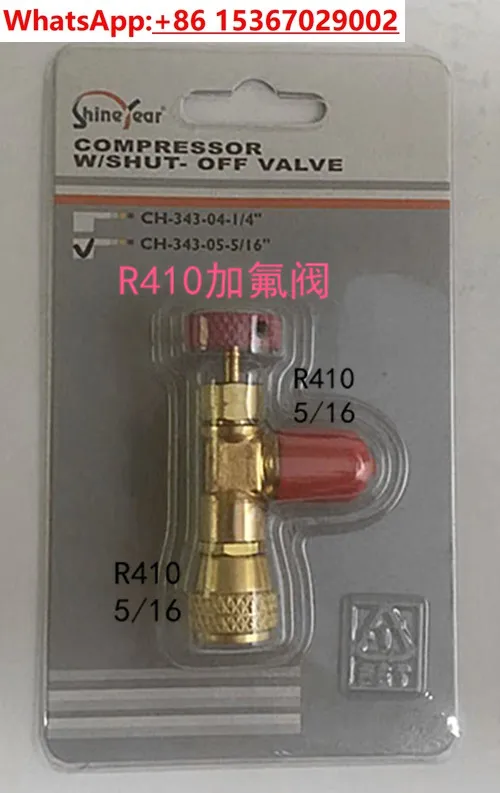 WhatsApp:+86 15367029002
ShineYear®
COMPRESSOR
W/SHUT- OFF VALVE
CH-343-04-1/4"
CH-343-05-5/16"
R410加氟阀
R410
5/16
R410
5/16